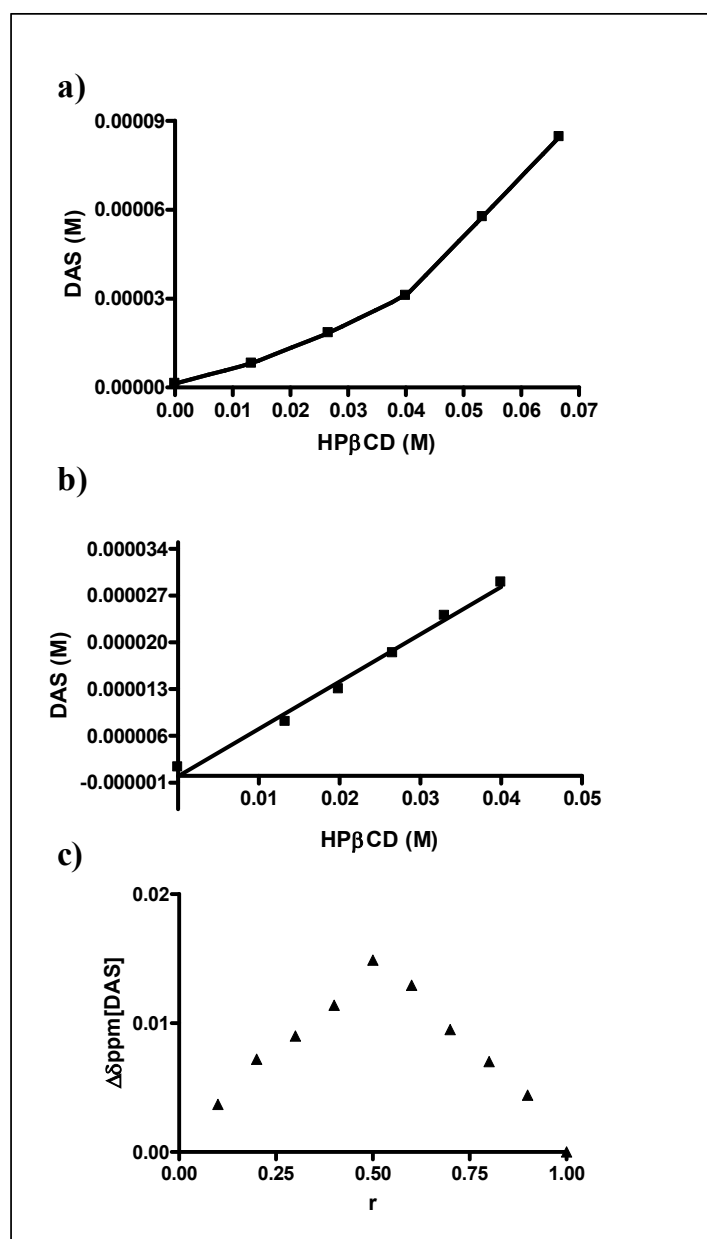 a)
0.00009
0.00006
0.00003
0.00000
DAS (M)
0.00 0.01 0.02 0.03 0.04 0.05 0.06 0.07
HPβCD (M)
b)
0.000034
0.000027
0.000020
0.000013
0.000006
-0.000001
DAS (M)
0.01 0.02 0.03 0.04 0.05
HPβCD (M)
c)
0.02
0.01
0.00
Δδppm[DAS]
0.00 0.25 0.50 0.75 1.00
r